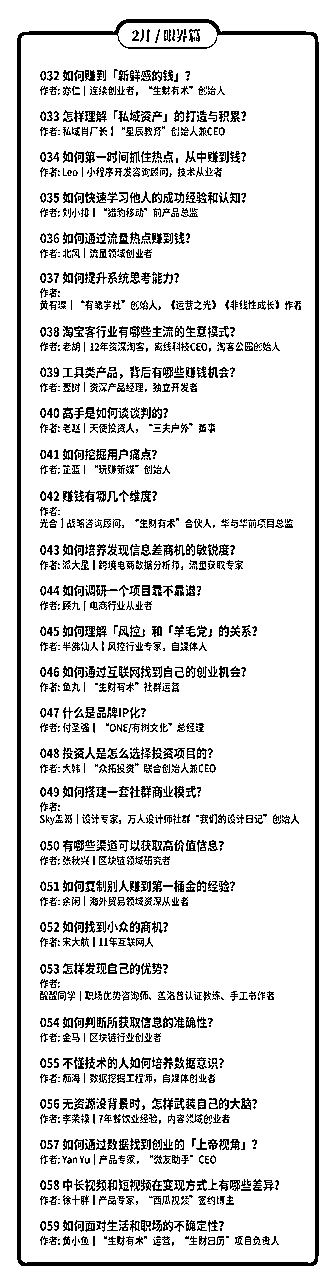 2月 / 眼界篇
032 如何赚到「新鲜感的钱」?
作者: 亦仁 | 连续创业者，“生财有术”创始人
033 怎样理解「私域资产」的打造与积累?
作者: 私域肖厂长 | “星辰教育”创始人兼CEO
034 如何第一时间抓住热点，从中赚到钱?
作者: Leo | 小程序开发咨询顾问，技术从业者
035 如何快速学习他人的成功经验和认知?
作者: 刘小排 | “猎豹移动”前产品总监
036 如何通过流量热点赚到钱?
作者: 北风 | 流量领域创业者
037 如何提升系统思考能力?
作者:
黄有璨 | “有瞰学社”创始人，《运营之光》《非线性成长》作者
038 淘宝客行业有哪些主流的生意模式?
作者: 老胡 | 12年资深淘客，离线科技CEO，淘客公园创始人
039 工具类产品，背后有哪些赚钱机会?
作者: 壹树 | 资深产品经理，独立开发者
040 高手是如何谈谈判的?
作者: 老赵 | 天使投资人，“三夫户外”董事
041 如何挖掘用户痛点?
作者: 芷蓝 | “玩赚新媒”创始人
042 赚钱有哪几个维度?
作者:
光合 | 战略咨询顾问，“生财有术”合伙人，华与华前项目总监
043 如何培养发现信息差商机的敏锐度?
作者: 派大星 | 跨境电商数据分析师，流量获取专家
044 如何调研一个项目靠不靠谱?
作者: 顾九 | 电商行业从业者
045 如何理解「风控」和「羊毛党」的关系?
作者: 半佛仙人 | 风控行业专家，自媒体人
046 如何通过互联网找到自己的创业机会?
作者: 鱼丸 | “生财有术”社群运营
047 什么是品牌IP化?
作者: 付圣强 | “ONE/有树文化”总经理
048 投资人是怎么选择投资项目的?
作者: 大韩 | “众拓投资”联合创始人兼CEO
049 如何搭建一套社群商业模式?
作者:
Sky盖哥 | 设计专家，万人设计师社群“我们的设计日记”创始人
050 有哪些渠道可以获取高价值信息?
作者: 张秋兴 | 区块链领域研究者
051 如何复制别人赚到第一桶金的经验?
作者: 余闲 | 海外贸易领域资深从业者
052 如何找到小众的商机?
作者: 宋大航 | 11年互联网人
053 怎样发现自己的优势?
作者:
醒醒同学 | 职场优势咨询师、盖洛普认证教练、手工书作者
054 如何判断所获取信息的准确性?
作者: 金马 | 区块链行业创业者
055 不懂技术的人如何培养数据意识?
作者: 痴海 | 数据挖掘工程师，自媒体创业者
056 无资源没背景时，怎样武装自己的大脑?
作者: 李荣禄 | 7年餐饮业经验，内容领域创业者
057 如何通过数据找到创业的「上帝视角」?
作者: Yan Yu | 产品专家，“微友助手”CEO
058 中长视频和短视频在变现方式上有哪些差异?
作者: 徐十胖 | 产品专家，“西瓜视频”签约博主
059 如何面对生活和职场的不确定性?
作者: 黄小鱼 | “生财有术”运营，“生财日历”项目负责人